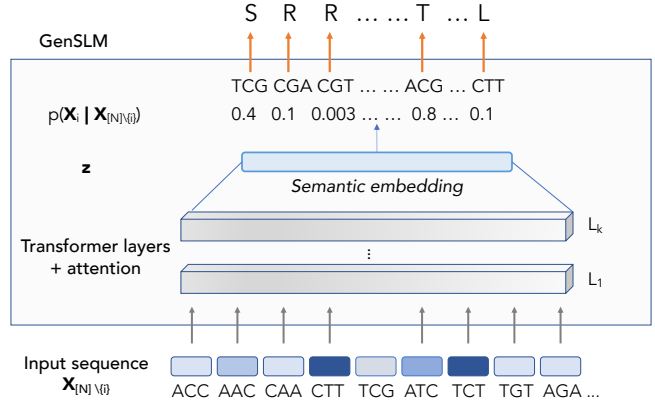 S R R ... ... T ... L
GenSLM
TCG CGA CGT ... ... ACG ... CTT
p(Xᵢ | X[N]\{i})
0.4 0.1 0.003 ... ... 0.8 ... 0.1
z
Semantic embedding
Lₖ
Transformer layers
+ attention
⋮
L₁
Input sequence
X[N] \{i}
ACC AAC CAA CTT TCG ATC TCT TGT AGA ...